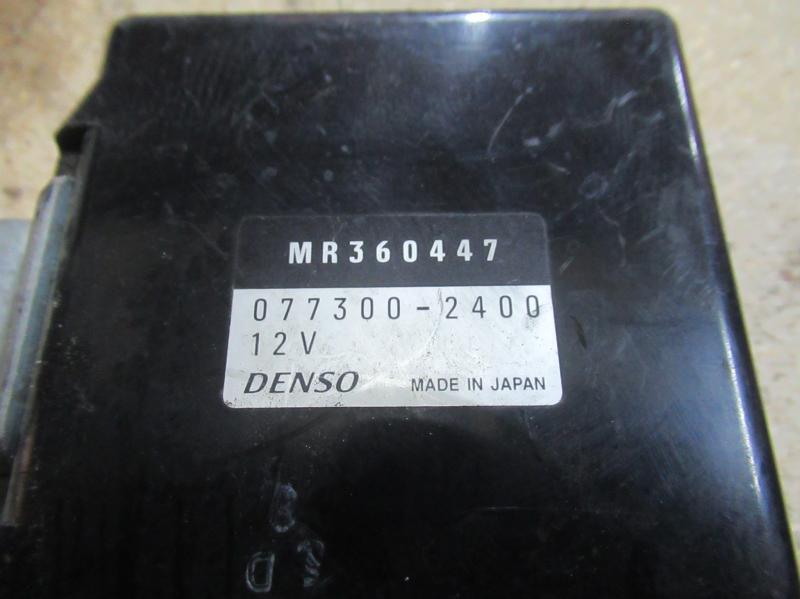 MR360447
077300-2400
12V
DENSO MADE IN JAPAN